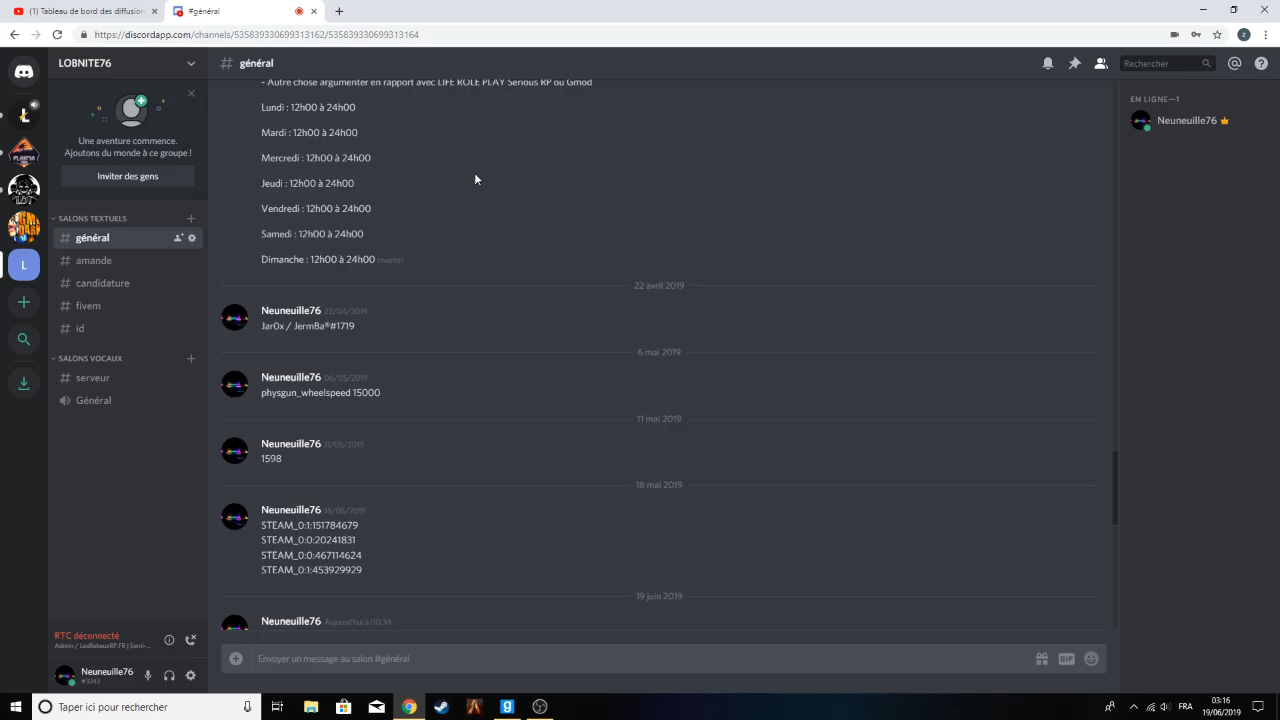 (1) Tableau de bord des diffusion
#général
https://discordapp.com/channels/535839330699313162/535839330699313164
LOBNITE76
# général
Rechercher
Une aventure commence.
Ajoutons du monde à ce groupe !
Inviter des gens
SALONS TEXTUELS
# général
# amande
# candidature
# fivem
# id
SALONS VOCAUX
# serveur
Général
L
RTC déconnecté
Admin / LesRebeusRP.FR | Semi-...
Neuneuille76
#3243
- Autre chose argumenter en rapport avec LIFE ROLE PLAY Serious RP ou Gmod
Lundi : 12h00 à 24h00
Mardi : 12h00 à 24h00
Mercredi : 12h00 à 24h00
Jeudi : 12h00 à 24h00
Vendredi : 12h00 à 24h00
Samedi : 12h00 à 24h00
Dimanche : 12h00 à 24h00 (modifié)
22 avril 2019
Neuneuille76 22/04/2019
Jar0x / JermBa®#1719
6 mai 2019
Neuneuille76 06/05/2019
physgun_wheelspeed 15000
11 mai 2019
Neuneuille76 11/05/2019
1598
18 mai 2019
Neuneuille76 18/05/2019
STEAM_0:1:151784679
STEAM_0:0:20241831
STEAM_0:0:467114624
STEAM_0:1:453929929
19 juin 2019
Neuneuille76 Aujourd'hui à 00:34
Envoyer un message au salon #général
GIF
EN LIGNE—1
Neuneuille76
Taper ici pour rechercher
FRA
03:16
19/06/2019